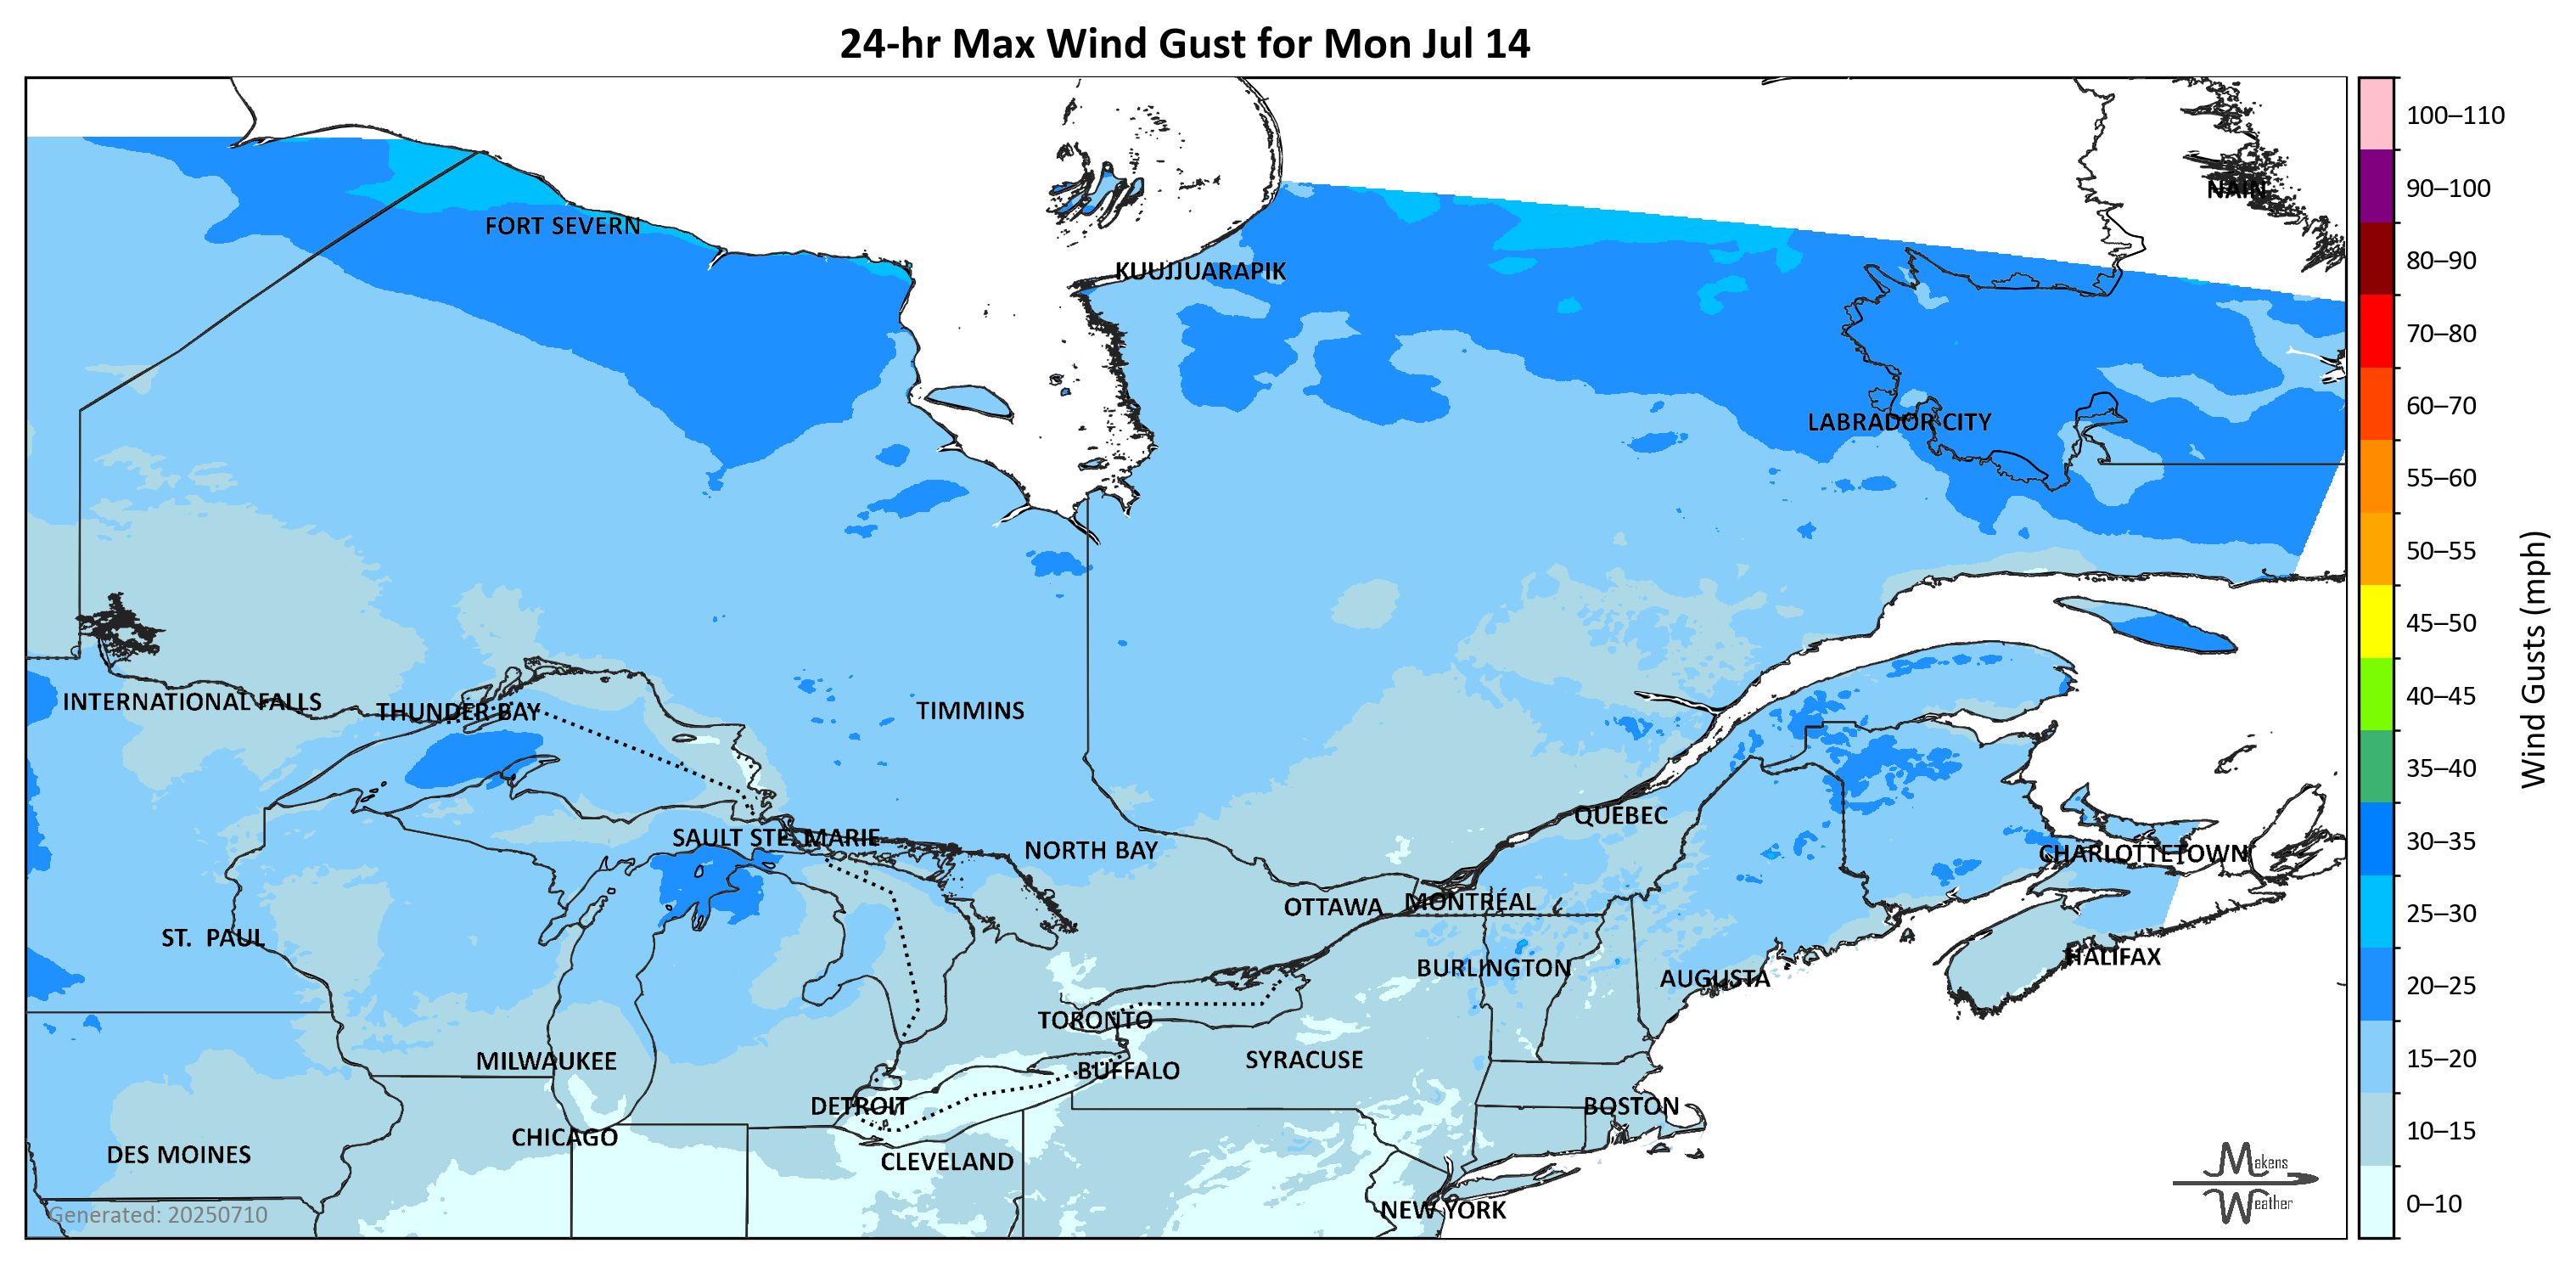 24-hr Max Wind Gust for Mon Jul 14
100–110
90–100
NAIN
80–90
FORT SEVERN
KUUJJUARAPIK
70–80
60–70
LABRADOR CITY
55–60
50–55
45–50
Wind Gusts (mph)
40–45
INTERNATIONAL FALLS
THUNDER BAY
TIMMINS
35–40
QUÉBEC
30–35
SAULT STE. MARIE
NORTH BAY
CHARLOTTETOWN
25–30
OTTAWA
MONTRÉAL
ST. PAUL
HALIFAX
BURLINGTON
AUGUSTA
20–25
TORONTO
MILWAUKEE
SYRACUSE
BUFFALO
15–20
DETROIT
BOSTON
10–15
CHICAGO
DES MOINES
CLEVELAND
Makens
Weather
0–10
NEW YORK
Generated: 20250710